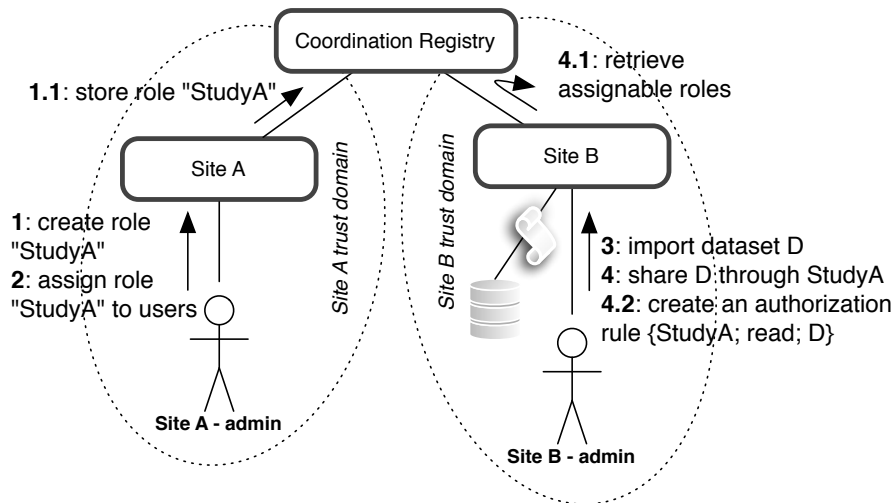 Coordination Registry
1.1: store role "StudyA"
4.1: retrieve
assignable roles
Site A
Site B
Site A trust domain
Site B trust domain
1: create role
"StudyA"
2: assign role
"StudyA" to users
3: import dataset D
4: share D through StudyA
4.2: create an authorization
rule {StudyA; read; D}
Site A - admin
Site B - admin